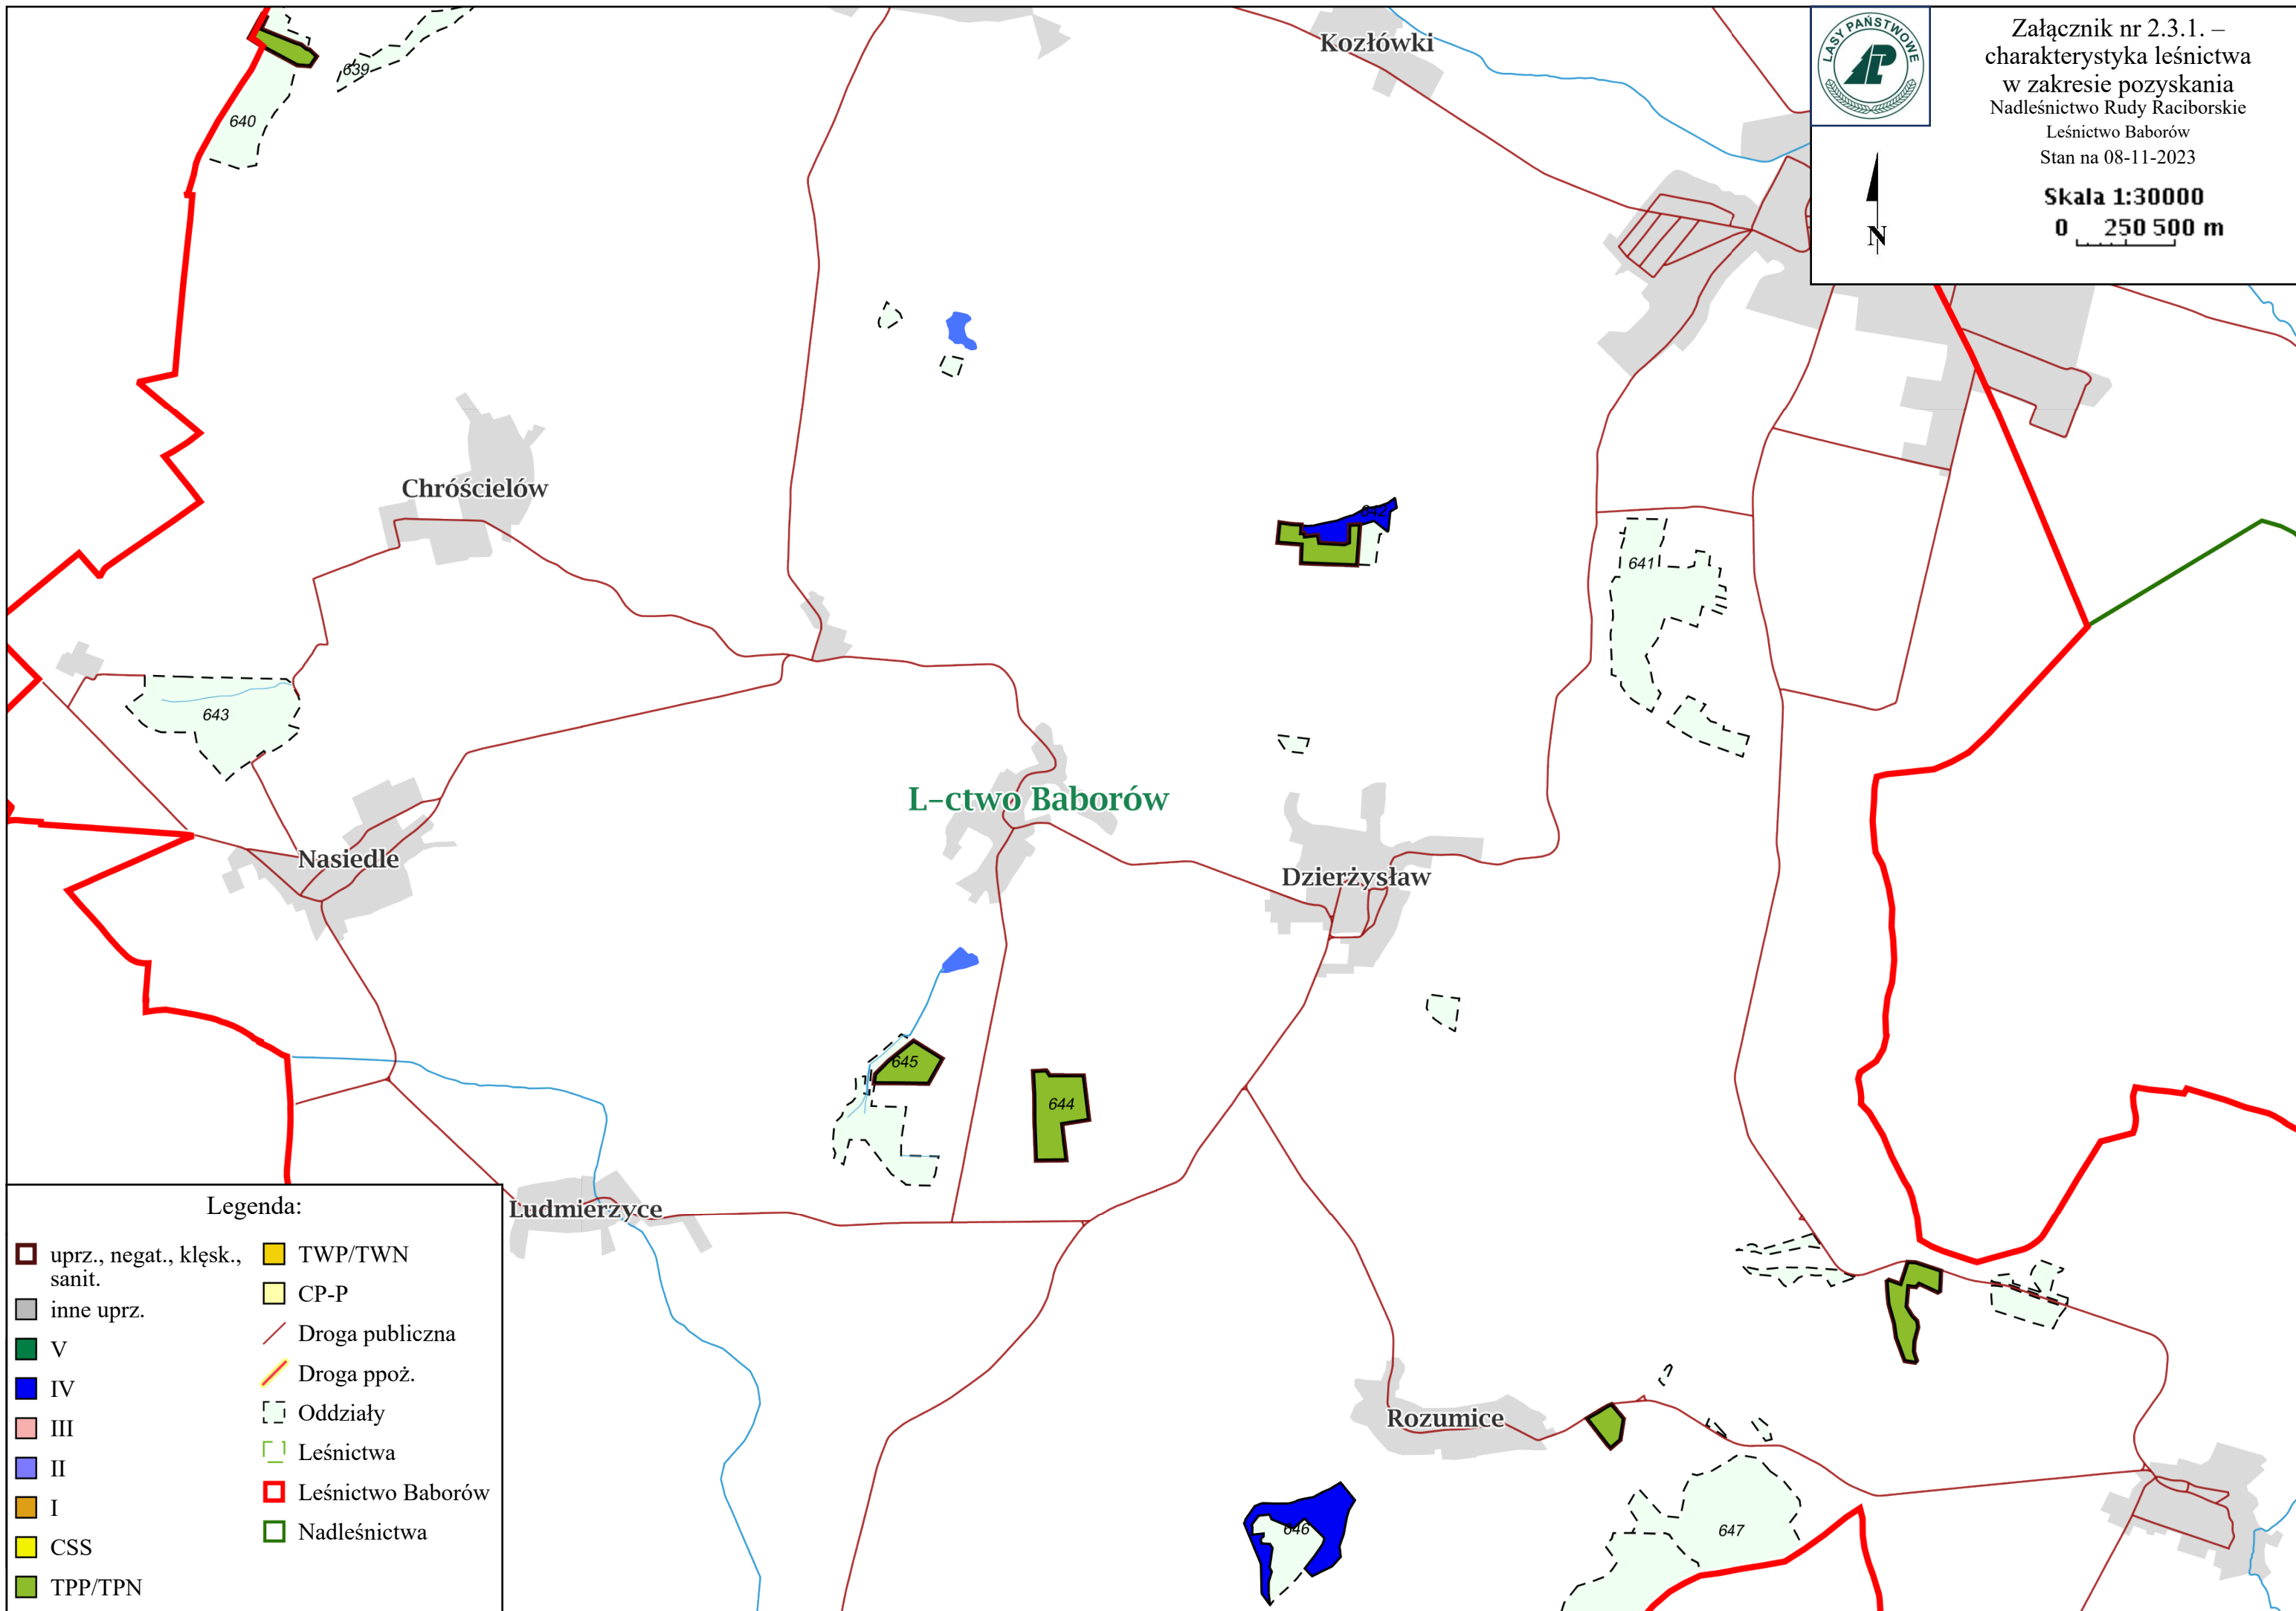 LASY PAŃSTWOWE
LP
Załącznik nr 2.3.1. –
charakterystyka leśnictwa
w zakresie pozyskania
Nadleśnictwo Rudy Raciborskie
Leśnictwo Baborów
Stan na 08-11-2023
Skala 1:30000
0 250 500 m
N
Kozłówki
639
640
Chróścielów
642
641
643
L-ctwo Baborów
Nasiedle
Dzierżysław
645
644
Ludmierzyce
Rozumice
646
647
Legenda:
uprz., negat., klęsk.,
sanit.
inne uprz.
V
IV
III
II
I
CSS
TPP/TPN
TWP/TWN
CP-P
Droga publiczna
Droga ppoż.
Oddziały
Leśnictwa
Leśnictwo Baborów
Nadleśnictwa